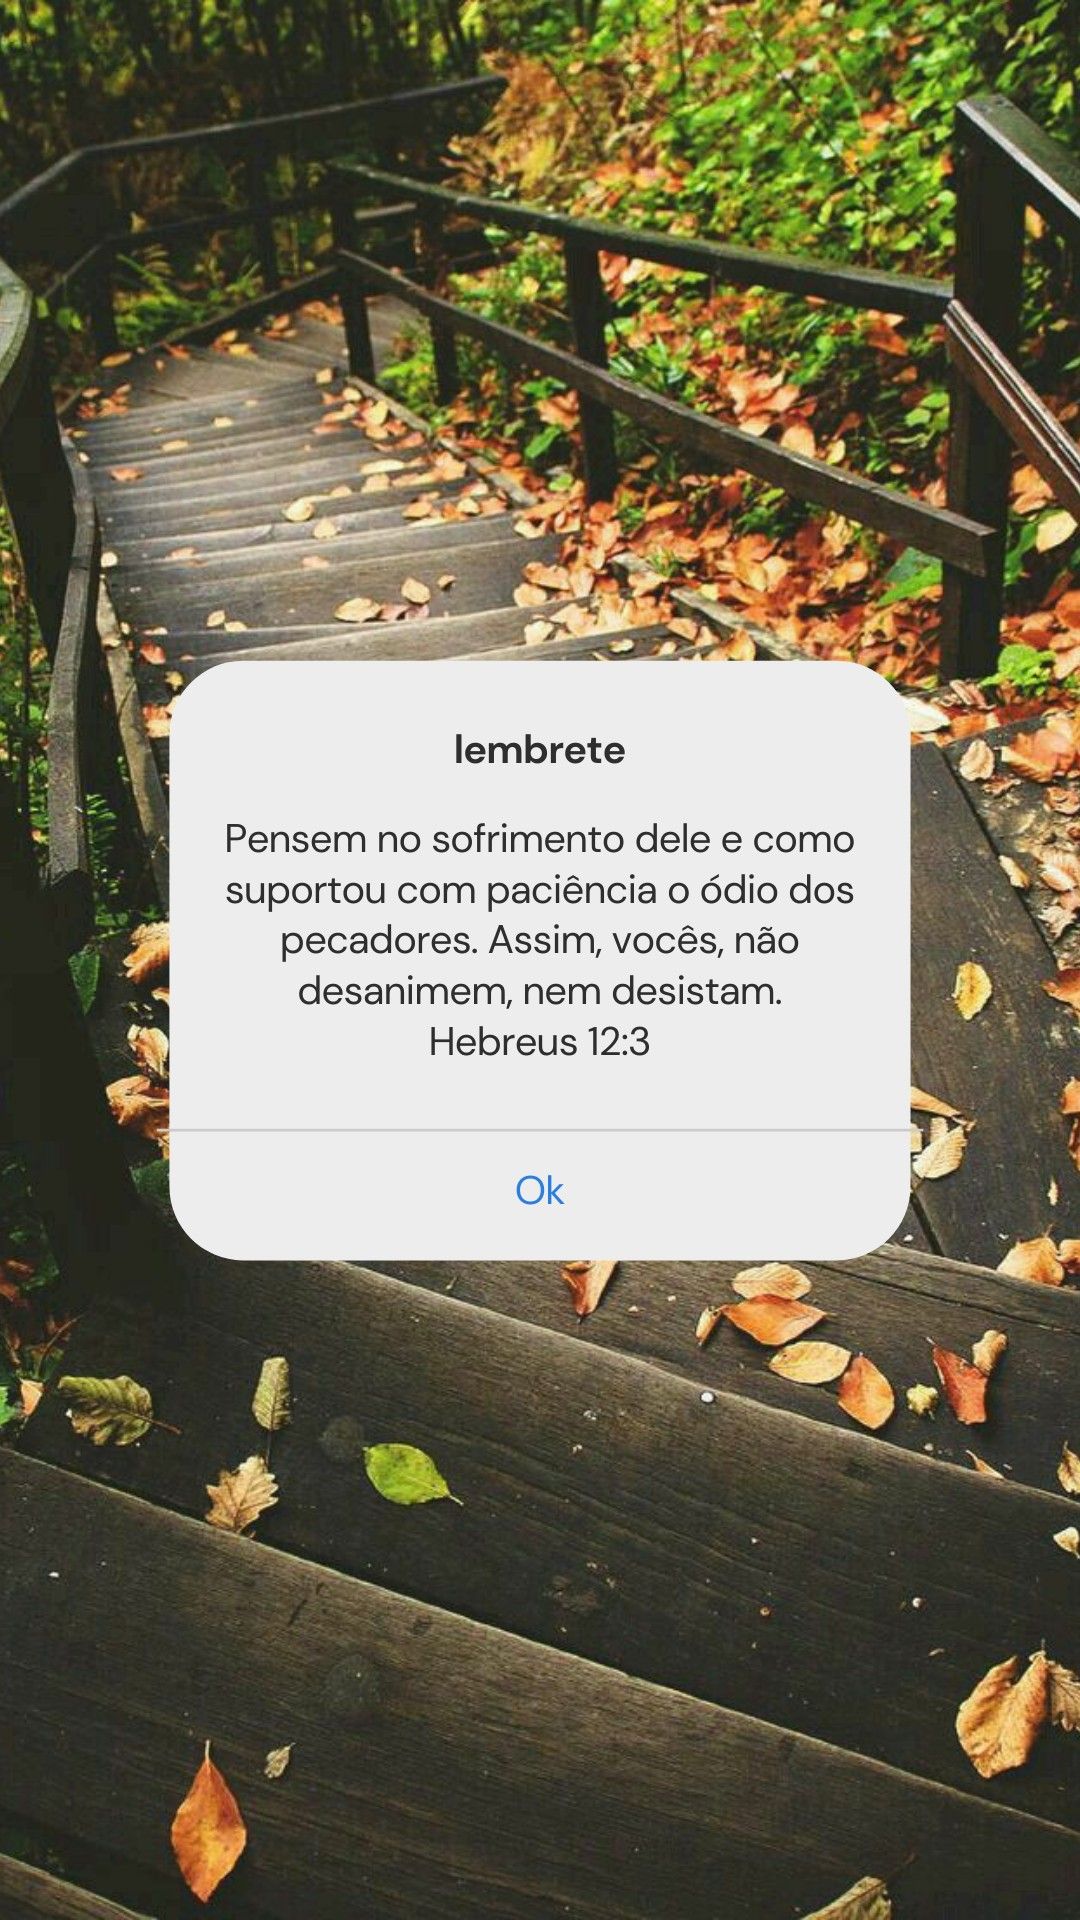 lembrete
Pensem no sofrimento dele e como
suportou com paciência o ódio dos
pecadores. Assim, vocês, não
desanimem, nem desistam.
Hebreus 12:3
Ok